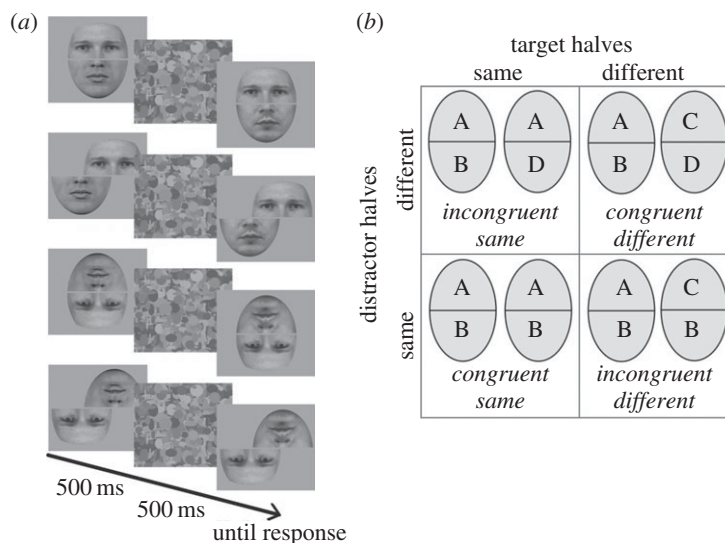 (a)
500 ms
500 ms
until response
(b)
target halves
same different
distractor halves
different
A A A C
B D B D
incongruent same congruent different
same
A A A C
B B B B
congruent same incongruent different